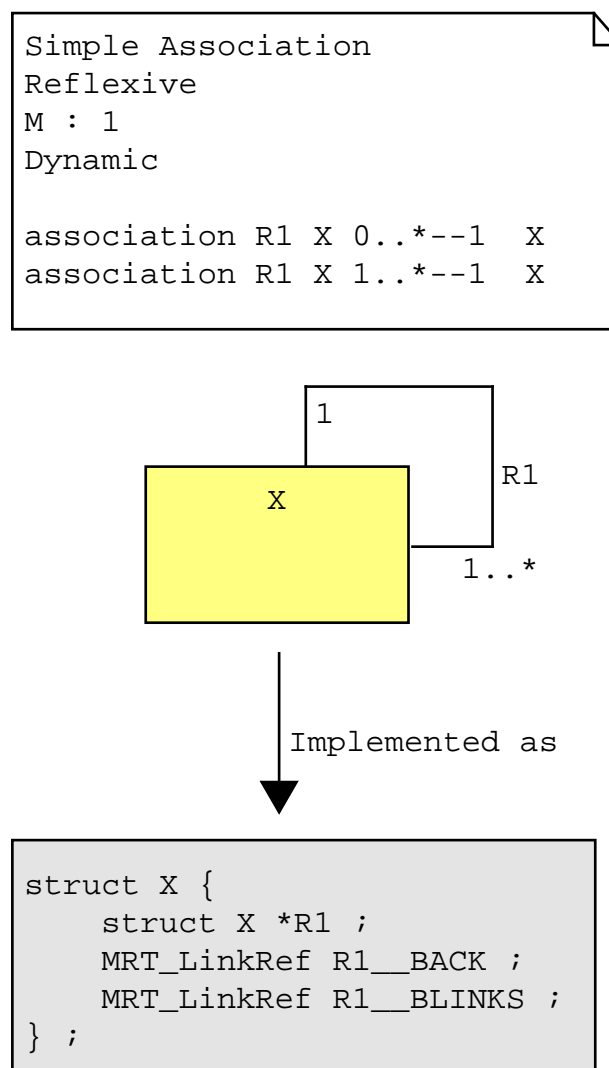 Simple Association
Reflexive
M : 1
Dynamic
association R1 X 0..*--1  X
association R1 X 1..*--1  X
1
X
R1
1..*
Implemented as
struct X {
    struct X *R1 ;
    MRT_LinkRef R1__BACK ;
    MRT_LinkRef R1__BLINKS ;
} ;